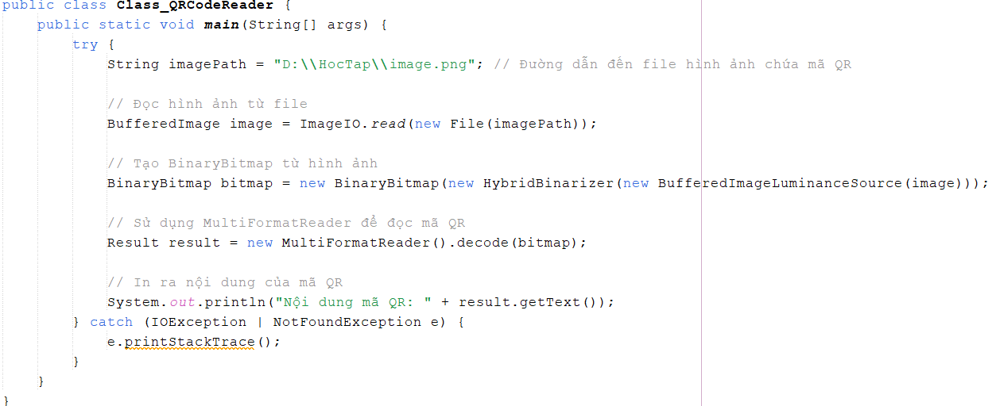 public class Class_QRCodeReader {
public static void main(String[] args) {
try {
String imagePath = "D:\\HocTap\\image.png"; // Đường dẫn đến file hình ảnh chứa mã QR
// Đọc hình ảnh từ file
BufferedImage image = ImageIO.read(new File(imagePath));
// Tạo BinaryBitmap từ hình ảnh
BinaryBitmap bitmap = new BinaryBitmap(new HybridBinarizer(new BufferedImageLuminanceSource(image)));
// Sử dụng MultiFormatReader để đọc mã QR
Result result = new MultiFormatReader().decode(bitmap);
// In ra nội dung của mã QR
System.out.println("Nội dung mã QR: " + result.getText());
} catch (IOException | NotFoundException e) {
e.printStackTrace();
}
}
}